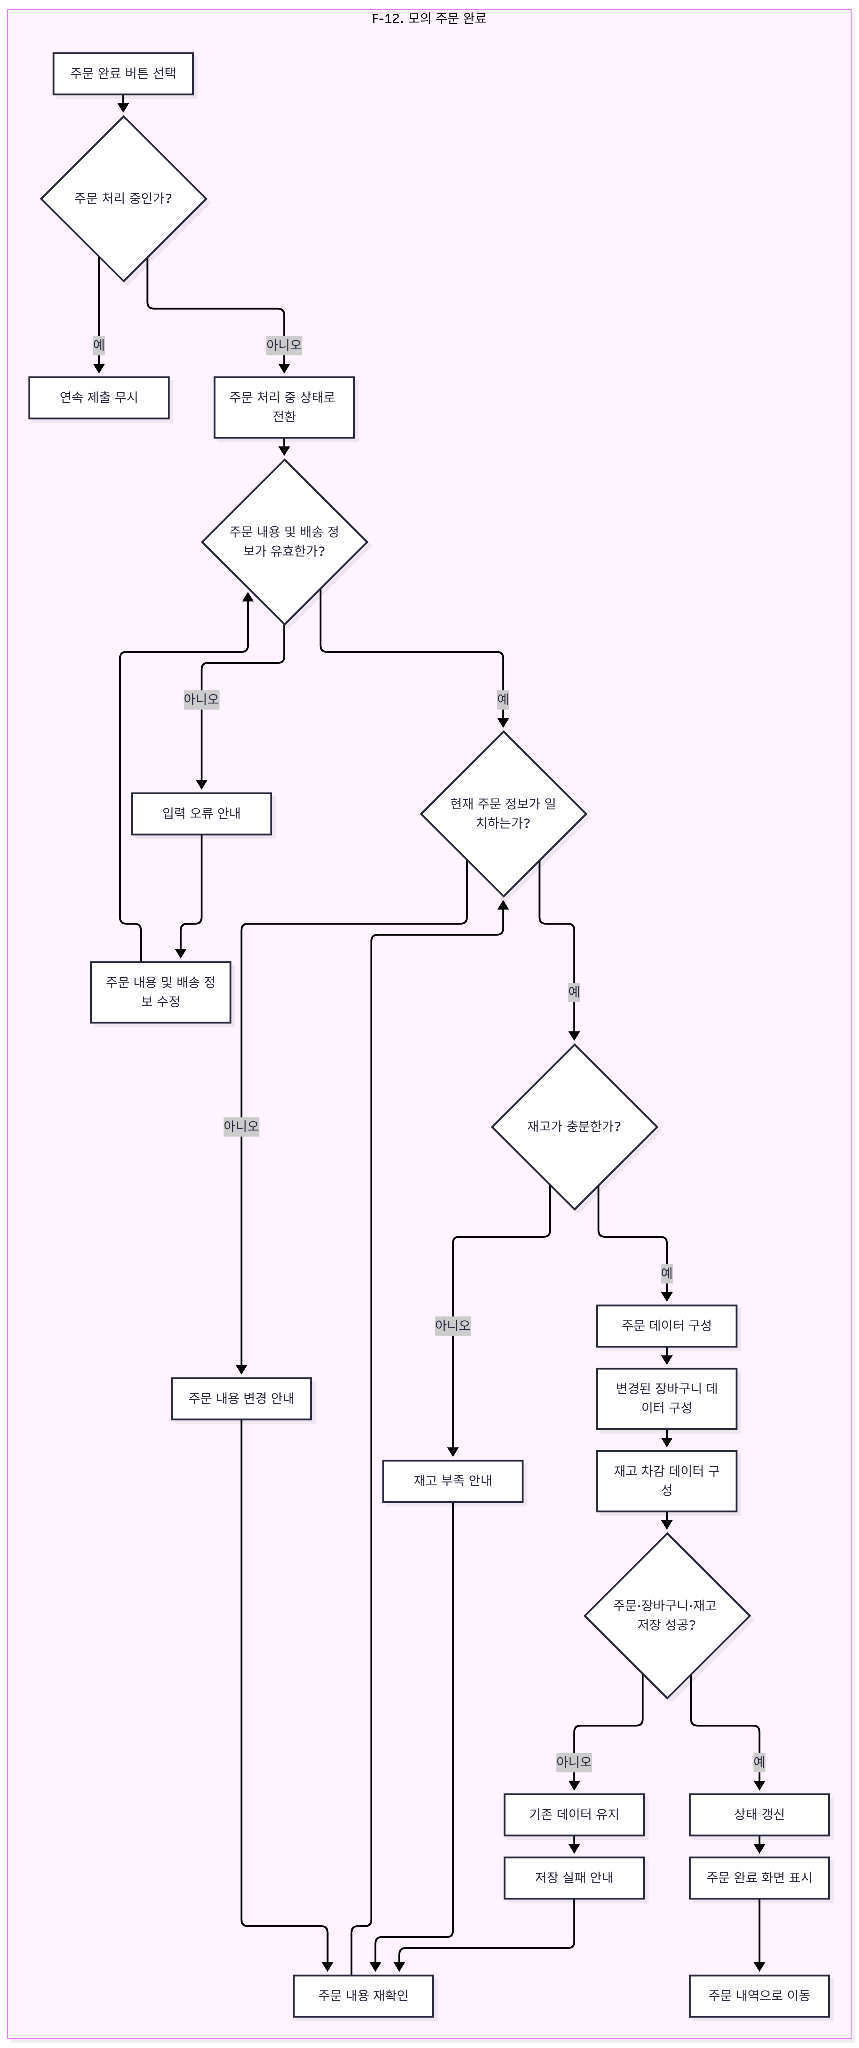 F-12. 모의 주문 완료
주문 완료 버튼 선택
주문 처리 중인가?
예
아니오
연속 제출 무시
주문 처리 중 상태로
전환
주문 내용 및 배송 정
보가 유효한가?
아니오
예
입력 오류 안내
현재 주문 정보가 일
치하는가?
주문 내용 및 배송 정
보 수정
예
아니오
재고가 충분한가?
예
아니오
주문 데이터 구성
변경된 장바구니 데
이터 구성
주문 내용 변경 안내
재고 부족 안내
재고 차감 데이터 구
성
주문·장바구니·재고
저장 성공?
아니오
예
기존 데이터 유지
상태 갱신
저장 실패 안내
주문 완료 화면 표시
주문 내용 재확인
주문 내역으로 이동